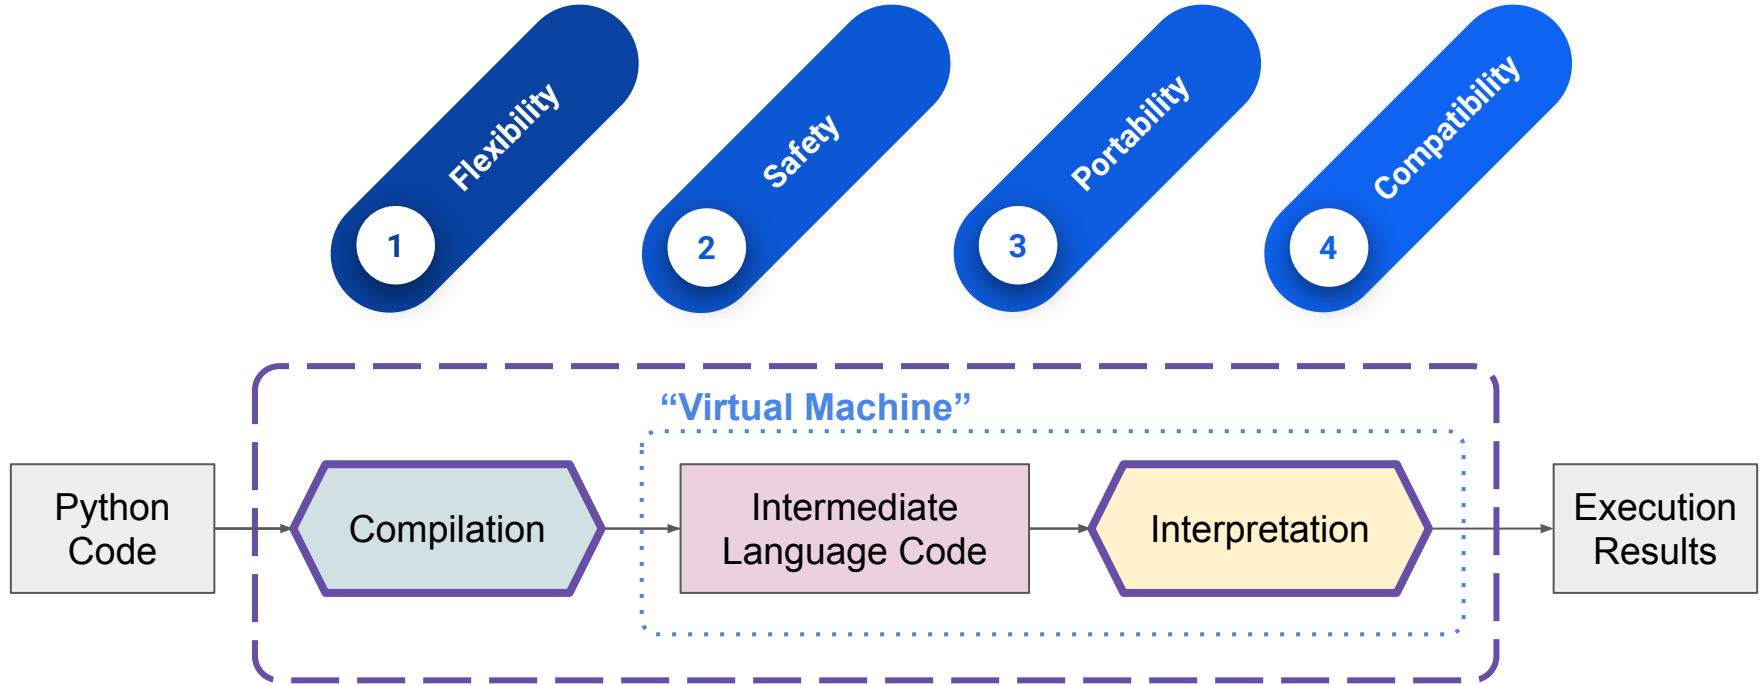 Flexibility
Safety
Portability
Compatibility
1
2
3
4
“Virtual Machine”
Python
Code
Compilation
Intermediate
Language Code
Interpretation
Execution
Results